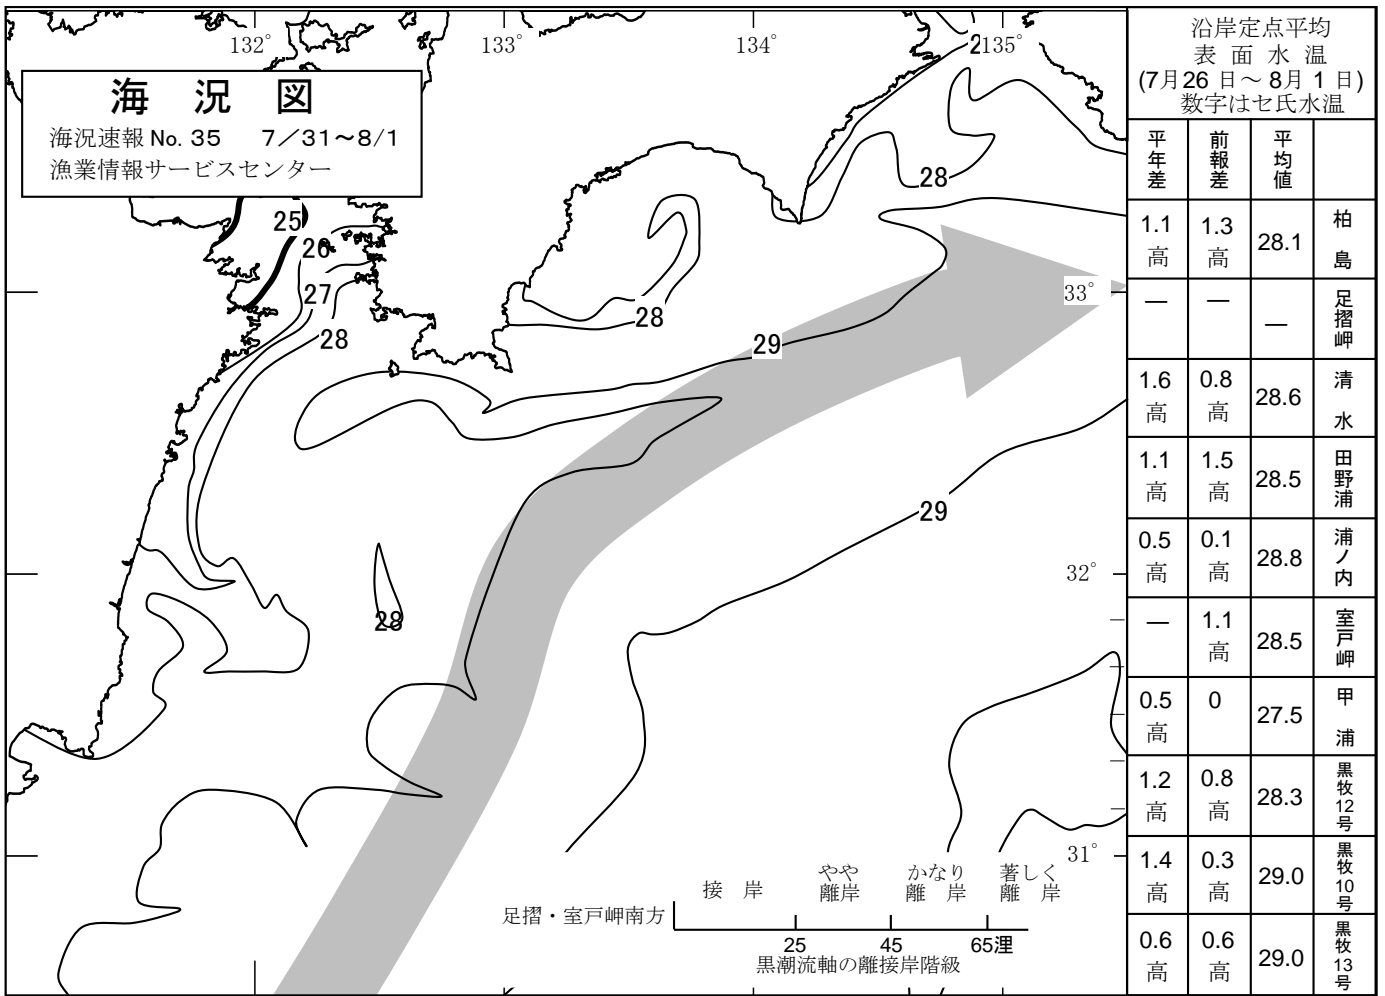 132°
133°
134°
2
135°
海 況 図
海況速報 No. 35 7／31～8/1
漁業情報サービスセンター
25
26
27
28
28
28
29
33°
29
28
32°
31°
接 岸
やや
離岸
かなり
離 岸
著しく
離 岸
足摺・室戸岬南方
25
45
65浬
黒潮流軸の離接岸階級
沿岸定点平均
表 面 水 温
(7月 26 日～ 8月 1 日)
数字はセ氏水温
平年差 前報差 平均値
1.1高 1.3高 28.1 柏島
— — — 足摺岬
1.6高 0.8高 28.6 清水
1.1高 1.5高 28.5 田野浦
0.5高 0.1高 28.8 浦ノ内
— 1.1高 28.5 室戸岬
0.5高 0 27.5 甲浦
1.2高 0.8高 28.3 黒牧12号
1.4高 0.3高 29.0 黒牧10号
0.6高 0.6高 29.0 黒牧13号